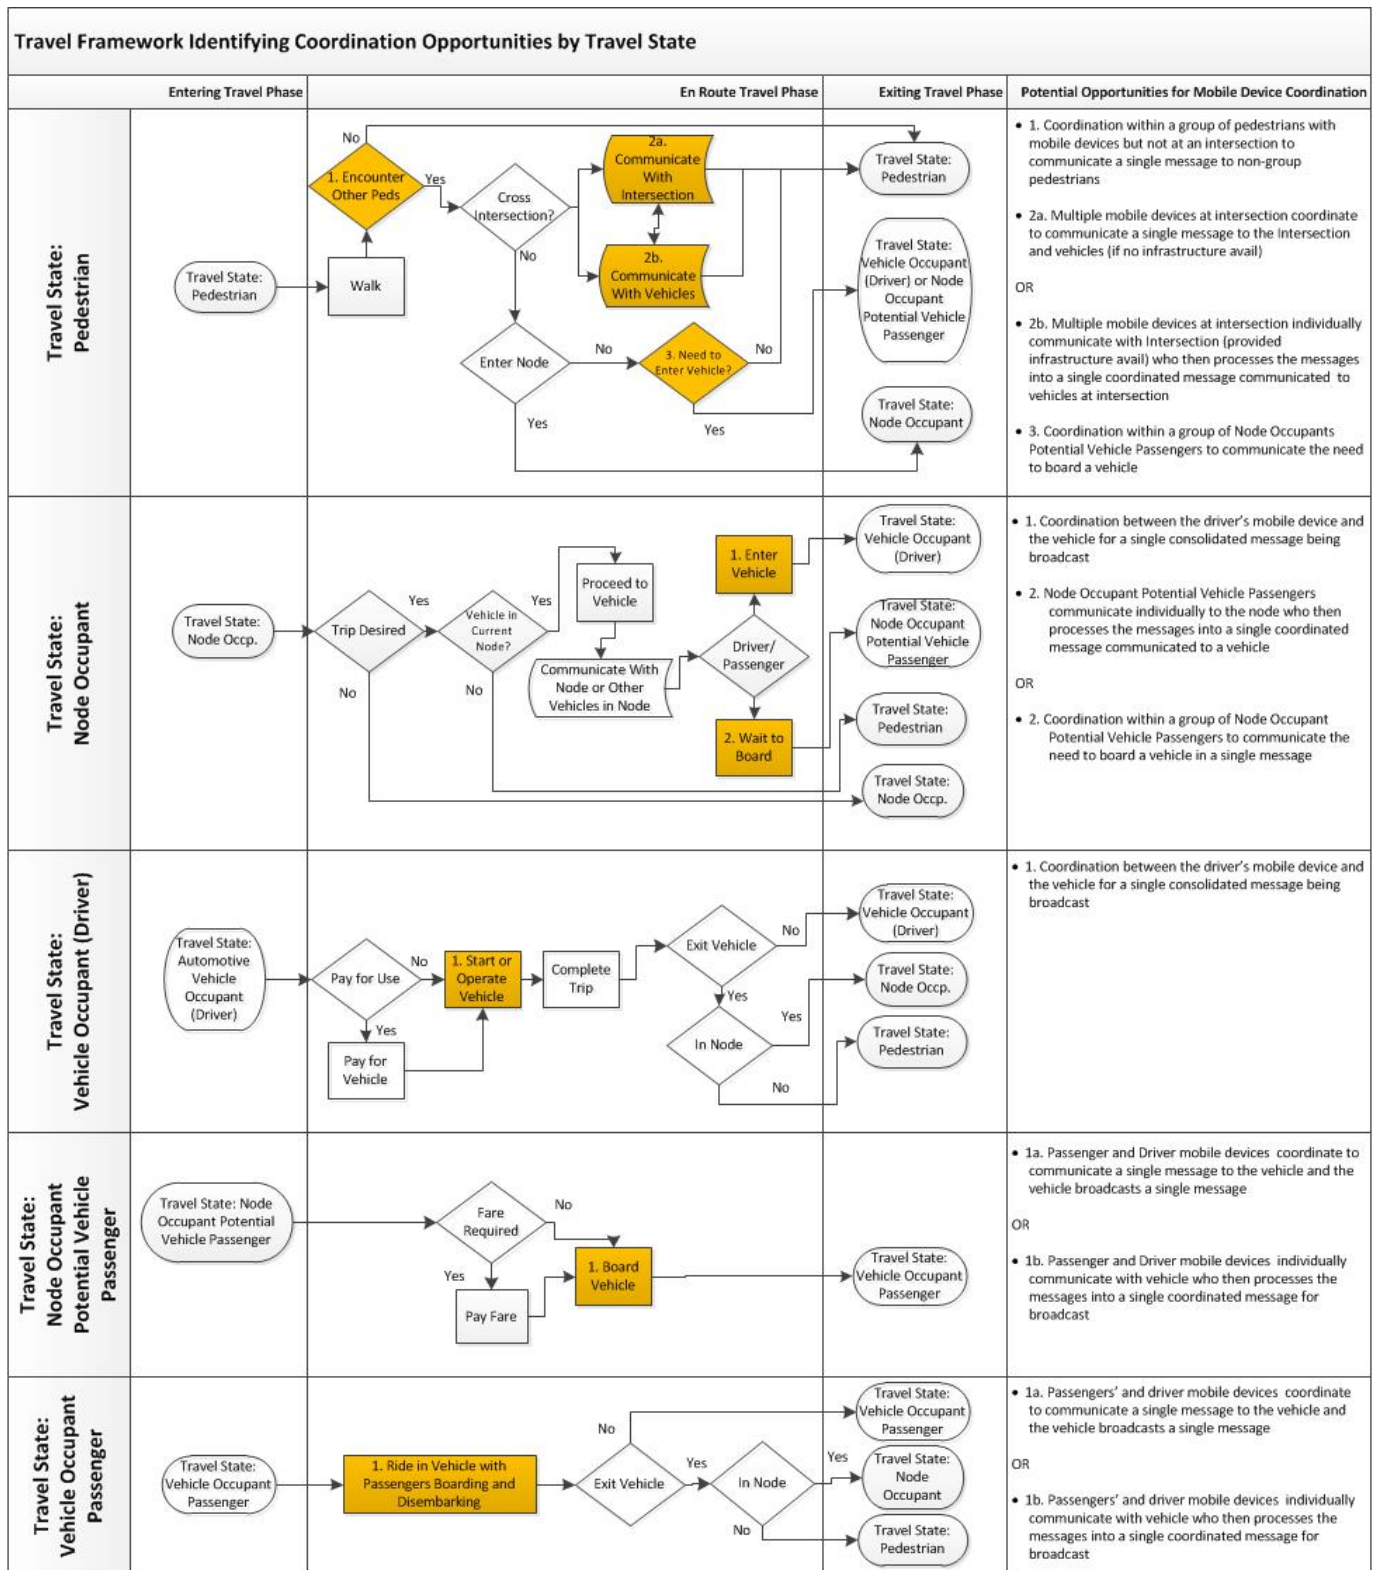 Travel Framework Identifying Coordination Opportunities by Travel State
Entering Travel Phase
En Route Travel Phase
Exiting Travel Phase
Potential Opportunities for Mobile Device Coordination
Travel State:
Pedestrian
Travel State:
Pedestrian
Walk
1. Encounter
Other Peds
No
Yes
Cross
Intersection?
No
2a.
Communicate
With
Intersection
2b.
Communicate
With Vehicles
Enter Node
No
Yes
3. Need to
Enter Vehicle?
No
Yes
Travel State:
Pedestrian
Travel State:
Vehicle Occupant
(Driver) or Node
Occupant
Potential Vehicle
Passenger
Travel State:
Node Occupant
• 1. Coordination within a group of pedestrians with
mobile devices but not at an intersection to
communicate a single message to non-group
pedestrians
• 2a. Multiple mobile devices at intersection coordinate
to communicate a single message to the Intersection
and vehicles (if no infrastructure avail)
OR
• 2b. Multiple mobile devices at intersection individually
communicate with Intersection (provided
infrastructure avail) who then processes the messages
into a single coordinated message communicated to
vehicles at intersection
• 3. Coordination within a group of Node Occupants
Potential Vehicle Passengers to communicate the need
to board a vehicle
Travel State:
Node Occupant
Travel State:
Node Occp.
Trip Desired
Yes
No
Vehicle in
Current
Node?
Yes
No
Proceed to
Vehicle
Communicate With
Node or Other
Vehicles in Node
Driver/
Passenger
1. Enter
Vehicle
2. Wait to
Board
Travel State:
Vehicle Occupant
(Driver)
Travel State:
Node Occupant
Potential Vehicle
Passenger
Travel State:
Pedestrian
Travel State:
Node Occp.
• 1. Coordination between the driver's mobile device and
the vehicle for a single consolidated message being
broadcast
• 2. Node Occupant Potential Vehicle Passengers
communicate individually to the node who then
processes the messages into a single coordinated
message communicated to a vehicle
OR
• 2. Coordination within a group of Node Occupant
Potential Vehicle Passengers to communicate the
need to board a vehicle in a single message
Travel State:
Vehicle Occupant (Driver)
Travel State:
Automotive
Vehicle
Occupant
(Driver)
Pay for Use
No
Yes
Pay for
Vehicle
1. Start or
Operate
Vehicle
Complete
Trip
Exit Vehicle
No
Yes
In Node
Yes
No
Travel State:
Vehicle Occupant
(Driver)
Travel State:
Node Occp.
Travel State:
Pedestrian
• 1. Coordination between the driver's mobile device and
the vehicle for a single consolidated message being
broadcast
Travel State:
Node Occupant
Potential Vehicle
Passenger
Travel State: Node
Occupant Potential
Vehicle Passenger
Fare
Required
No
Yes
Pay Fare
1. Board
Vehicle
Travel State:
Vehicle Occupant
Passenger
• 1a. Passenger and Driver mobile devices coordinate to
communicate a single message to the vehicle and the
vehicle broadcasts a single message
OR
• 1b. Passenger and Driver mobile devices individually
communicate with vehicle who then processes the
messages into a single coordinated message for
broadcast
Travel State:
Vehicle Occupant
Passenger
Travel State:
Vehicle Occupant
Passenger
1. Ride in Vehicle with
Passengers Boarding and
Disembarking
Exit Vehicle
No
Yes
In Node
Yes
No
Travel State:
Vehicle Occupant
Passenger
Travel State:
Node
Occupant
Travel State:
Pedestrian
• 1a. Passengers' and driver mobile devices coordinate
to communicate a single message to the vehicle and
the vehicle broadcasts a single message
OR
• 1b. Passengers' and driver mobile devices individually
communicate with vehicle who then processes the
messages into a single coordinated message for
broadcast